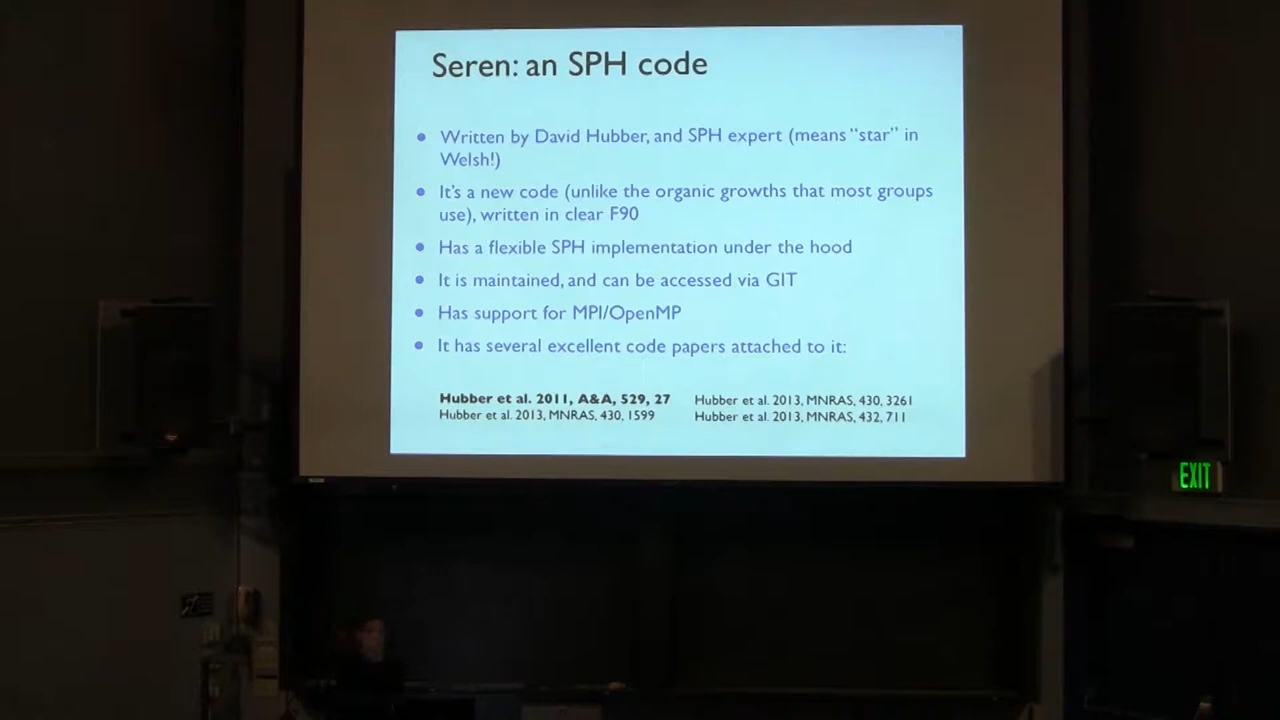 Seren: an SPH code
Written by David Hubber, and SPH expert (means “star” in
Welsh!)
It’s a new code (unlike the organic growths that most groups
use), written in clear F90
Has a flexible SPH implementation under the hood
It is maintained, and can be accessed via GIT
Has support for MPI/OpenMP
It has several excellent code papers attached to it:
Hubber et al. 2011, A&A, 529, 27
Hubber et al. 2013, MNRAS, 430, 1599
Hubber et al. 2013, MNRAS, 430, 3261
Hubber et al. 2013, MNRAS, 432, 711
EXIT